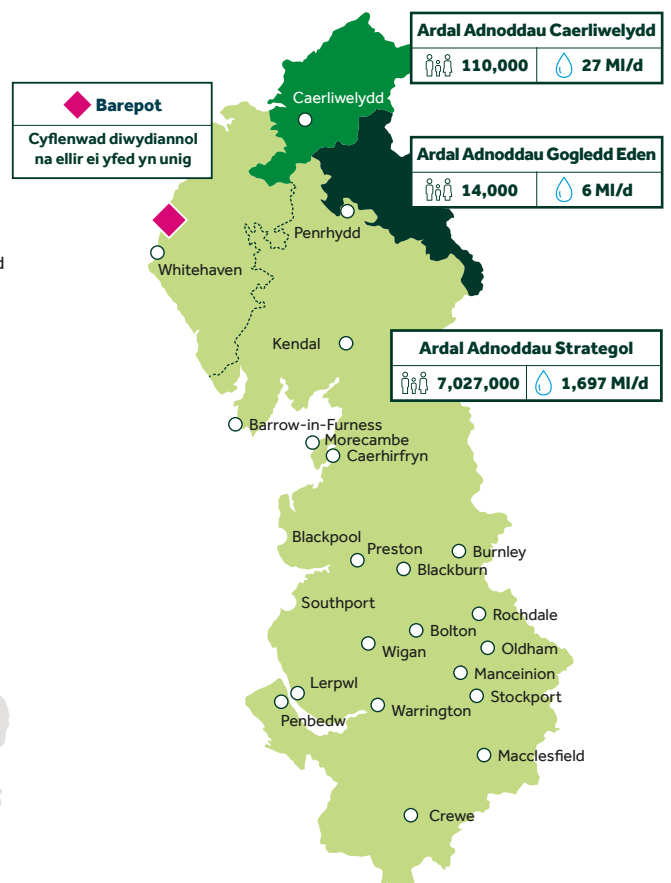 Ardal Adnoddau Caerliwelydd
110,000
27 Ml/d
Barepot
Cyflenwad diwydiannol
na ellir ei yfed yn unig
Caerliwelydd
Ardal Adnoddau Gogledd Eden
14,000
6 Ml/d
Penrhydd
d
Whitehaven
Kendal
Ardal Adnoddau Strategol
7,027,000
1,697 Ml/d
Barrow-in-Furness
Morecambe
Caerhirfryn
Blackpool
Preston
Burnley
Blackburn
Southport
Rochdale
Bolton
Oldham
Wigan
Manceinion
Lerpwl
Stockport
Penbedw
Warrington
Macclesfield
Crewe